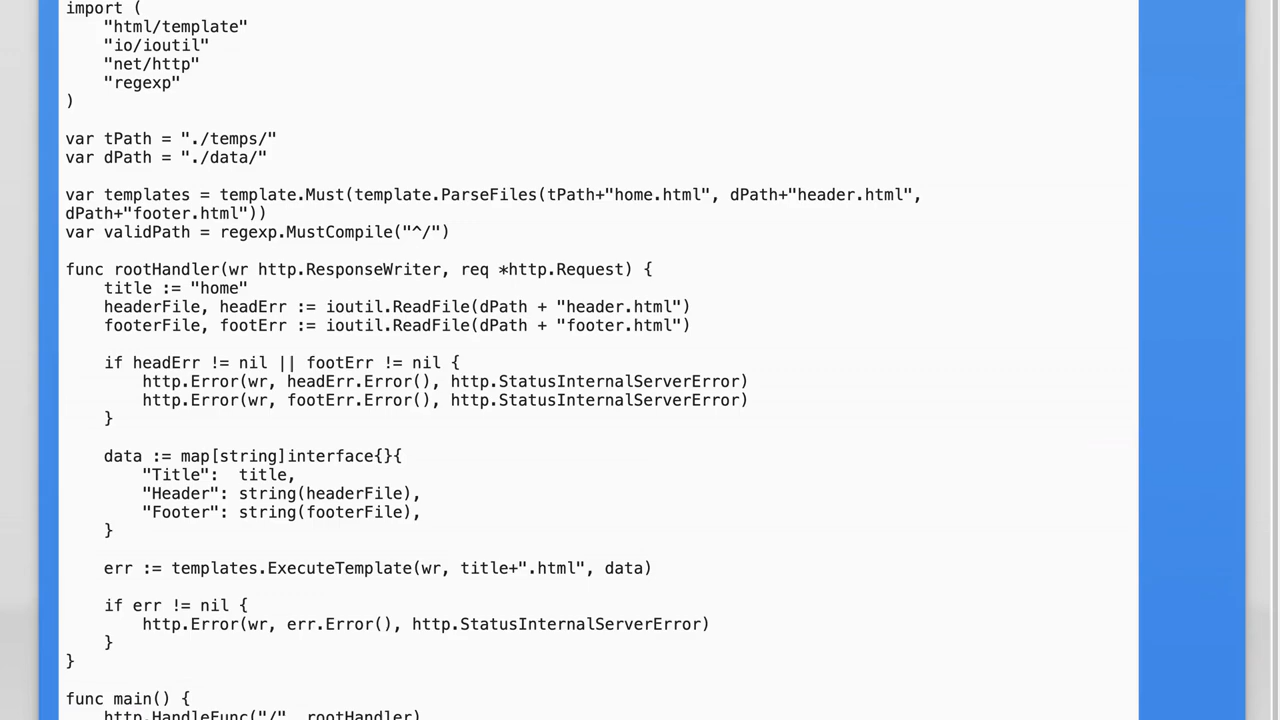 import (
    "html/template"
    "io/ioutil"
    "net/http"
    "regexp"
)

var tPath = "./temps/"
var dPath = "./data/"

var templates = template.Must(template.ParseFiles(tPath+"home.html", dPath+"header.html",
dPath+"footer.html"))
var validPath = regexp.MustCompile("^/")

func rootHandler(wr http.ResponseWriter, req *http.Request) {
    title := "home"
    headerFile, headErr := ioutil.ReadFile(dPath + "header.html")
    footerFile, footErr := ioutil.ReadFile(dPath + "footer.html")

    if headErr != nil || footErr != nil {
        http.Error(wr, headErr.Error(), http.StatusInternalServerError)
        http.Error(wr, footErr.Error(), http.StatusInternalServerError)
    }

    data := map[string]interface{}{
        "Title":  title,
        "Header": string(headerFile),
        "Footer": string(footerFile),
    }

    err := templates.ExecuteTemplate(wr, title+".html", data)

    if err != nil {
        http.Error(wr, err.Error(), http.StatusInternalServerError)
    }
}

func main() {
    http.HandleFunc("/", rootHandler)